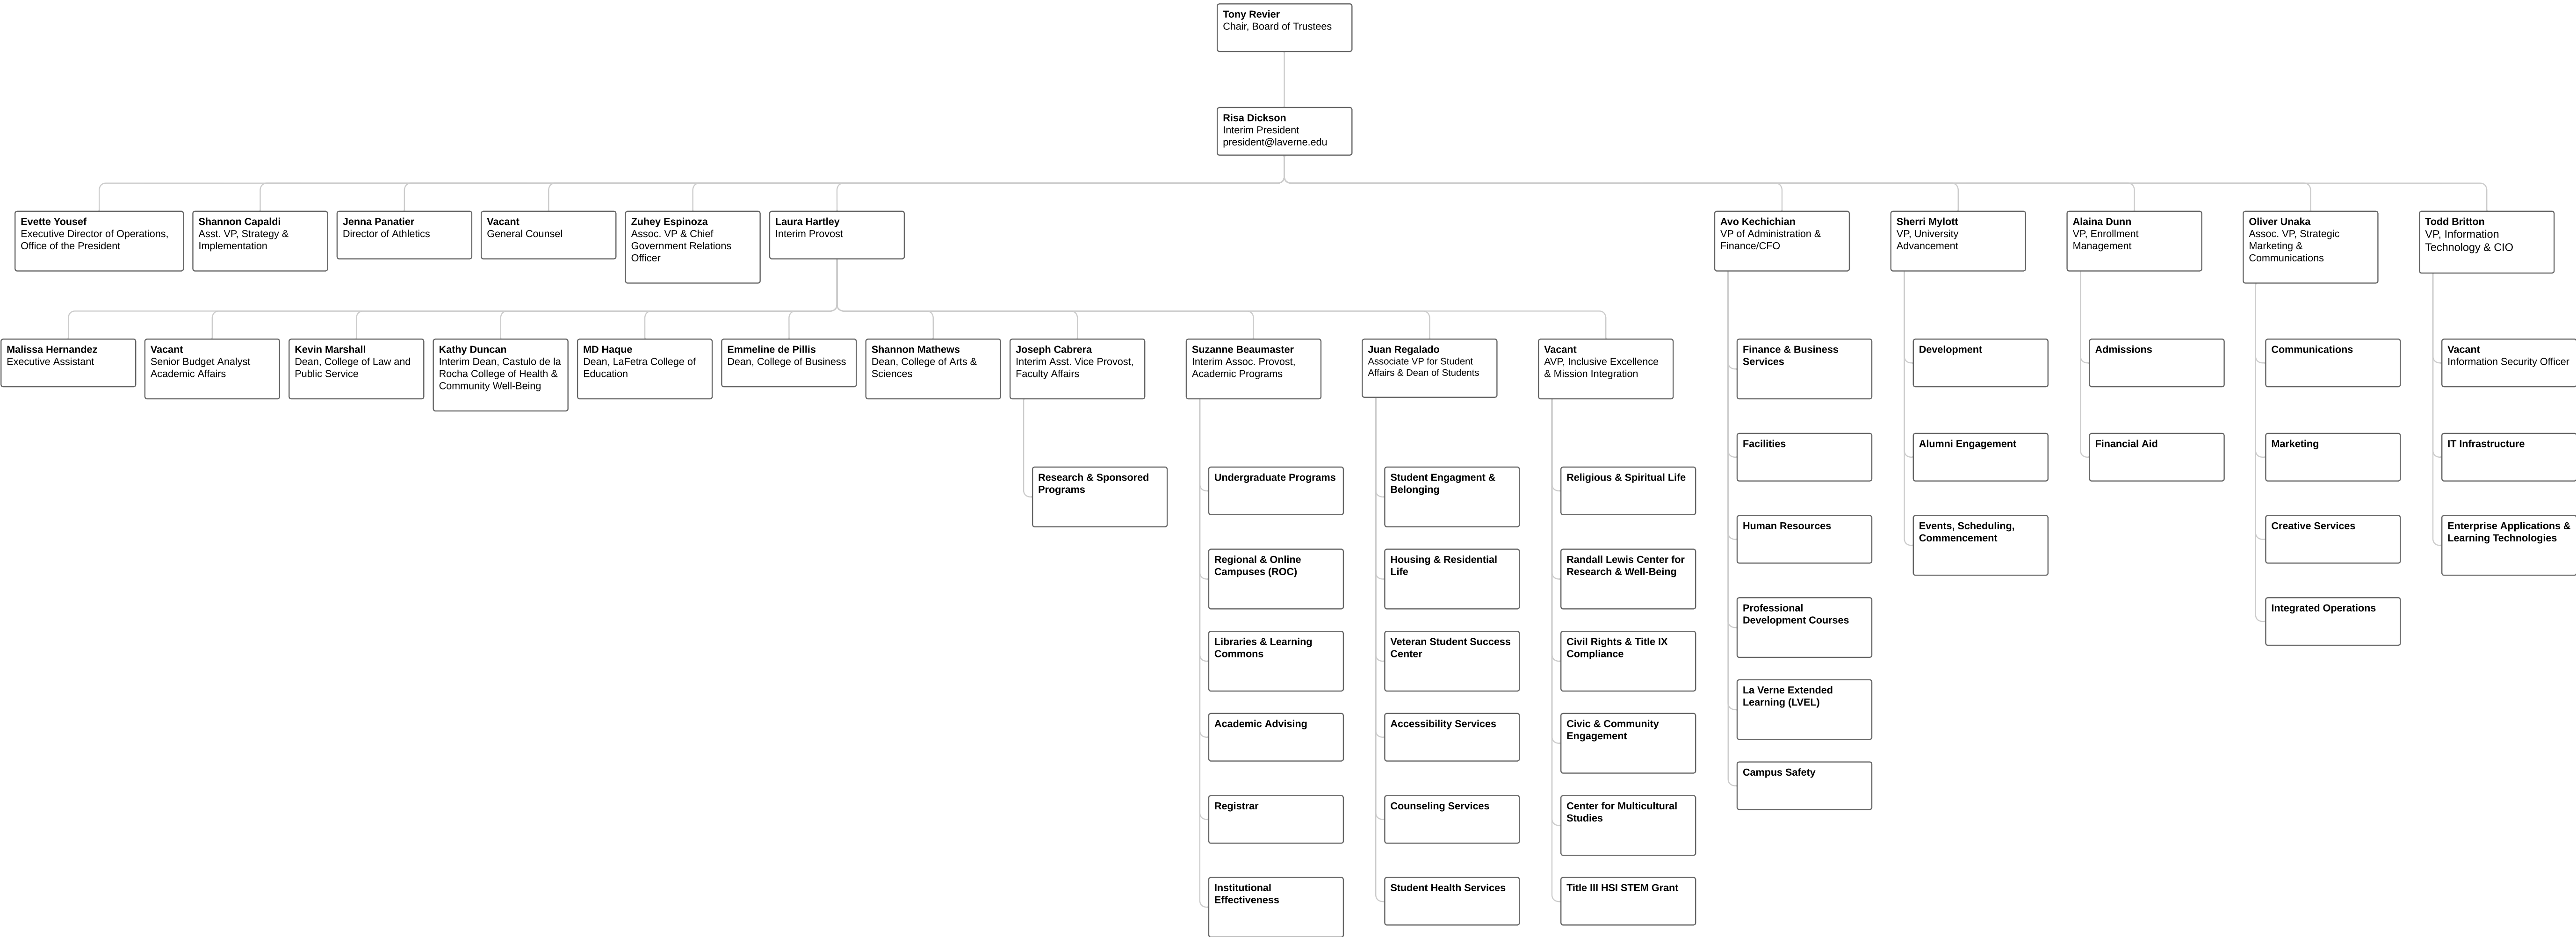 Tony Revier
Chair, Board of Trustees
Risa Dickson
Interim President
president@laverne.edu
Evette Yousef
Executive Director of Operations,
Office of the President
Shannon Capaldi
Asst. VP, Strategy &
Implementation
Jenna Panatier
Director of Athletics
Vacant
General Counsel
Zuhey Espinoza
Assoc. VP & Chief
Government Relations
Officer
Laura Hartley
Interim Provost
Avo Kechichian
VP of Administration &
Finance/CFO
Sherri Mylott
VP, University
Advancement
Alaina Dunn
VP, Enrollment
Management
Oliver Unaka
Assoc. VP, Strategic
Marketing &
Communications
Todd Britton
VP, Information
Technology & CIO
Malissa Hernandez
Executive Assistant
Vacant
Senior Budget Analyst
Academic Affairs
Kevin Marshall
Dean, College of Law and
Public Service
Kathy Duncan
Interim Dean, Castulo de la
Rocha College of Health &
Community Well-Being
MD Haque
Dean, LaFetra College of
Education
Emmeline de Pillis
Dean, College of Business
Shannon Mathews
Dean, College of Arts &
Sciences
Joseph Cabrera
Interim Asst. Vice Provost,
Faculty Affairs
Suzanne Beaumaster
Interim Assoc. Provost,
Academic Programs
Juan Regalado
Associate VP for Student
Affairs & Dean of Students
Vacant
AVP, Inclusive Excellence
& Mission Integration
Finance & Business
Services
Development
Admissions
Communications
Vacant
Information Security Officer
Facilities
Alumni Engagement
Financial Aid
Marketing
IT Infrastructure
Research & Sponsored
Programs
Undergraduate Programs
Student Engagment &
Belonging
Religious & Spiritual Life
Human Resources
Events, Scheduling,
Commencement
Creative Services
Enterprise Applications &
Learning Technologies
Regional & Online
Campuses (ROC)
Housing & Residential
Life
Randall Lewis Center for
Research & Well-Being
Professional
Development Courses
Integrated Operations
Libraries & Learning
Commons
Veteran Student Success
Center
Civil Rights & Title IX
Compliance
La Verne Extended
Learning (LVEL)
Academic Advising
Accessibility Services
Civic & Community
Engagement
Campus Safety
Registrar
Counseling Services
Center for Multicultural
Studies
Institutional
Effectiveness
Student Health Services
Title III HSI STEM Grant